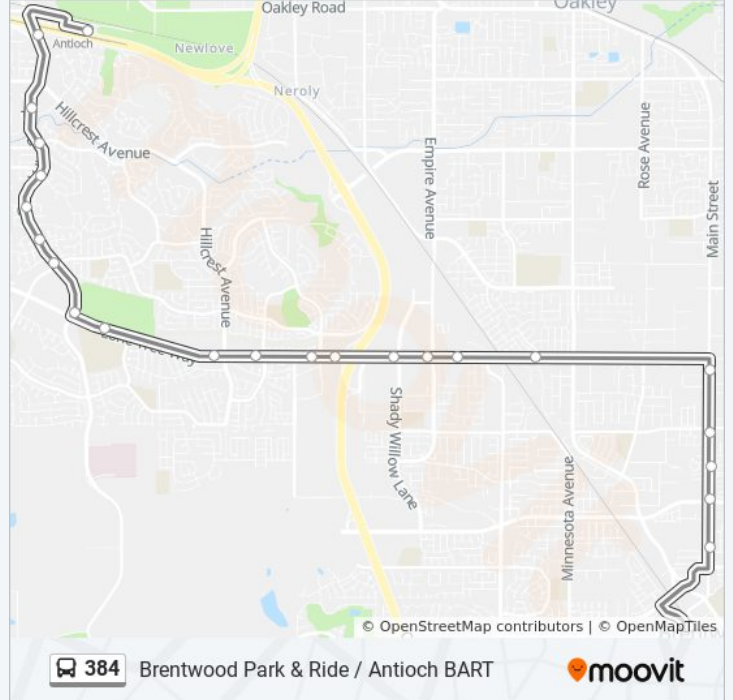 Oakley Road
Oakley
Antioch
Newlove
Neroly
Hillcrest Avenue
Empire Avenue
Rose Avenue
Main Street
Hillcrest Avenue
Shady Willow Lane
Minnesota Avenue
© OpenStreetMap contributors | © OpenMapTiles
384 Brentwood Park & Ride / Antioch BART
moovit